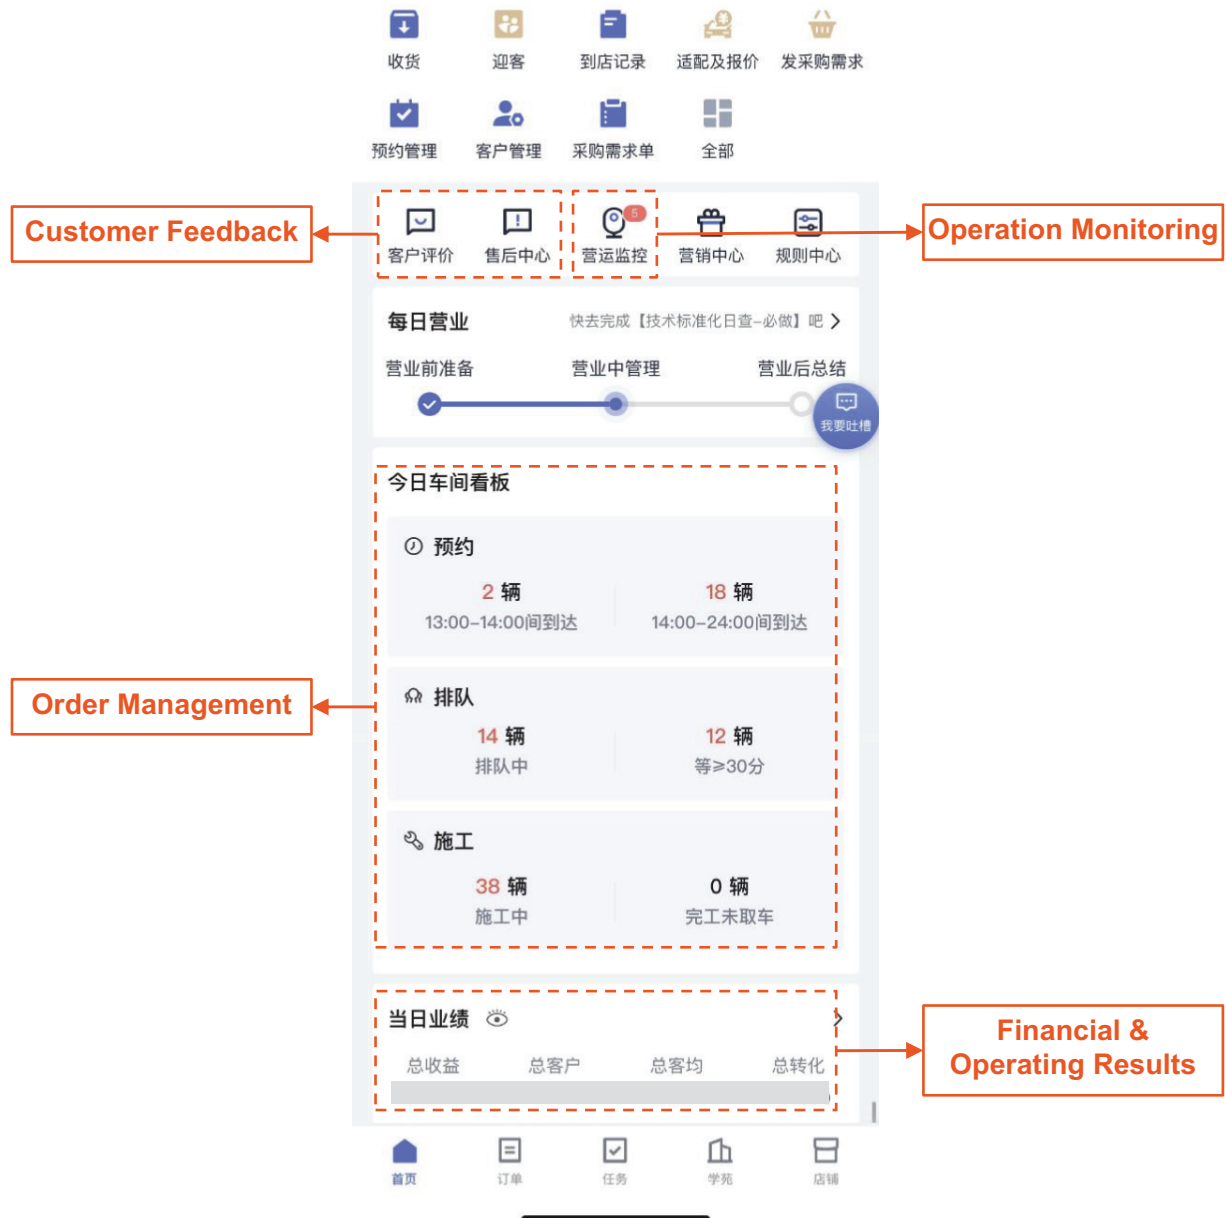 收货 迎客 到店记录 适配及报价 发采购需求
预约管理 客户管理 采购需求单 全部
Customer Feedback
5
Operation Monitoring
客户评价 售后中心 营运监控 营销中心 规则中心
每日营业 快去完成【技术标准化日查-必做】吧
营业前准备 营业中管理 营业后总结
我要吐槽
今日车间看板
预约
2 辆 18 辆
13:00-14:00间到达 14:00-24:00间到达
Order Management
排队
14 辆 12 辆
排队中 等≥30分
施工
38 辆 0 辆
施工中 完工未取车
当日业绩
Financial &
Operating Results
总收益 总客户 总客均 总转化
首页 订单 任务 学苑 店铺